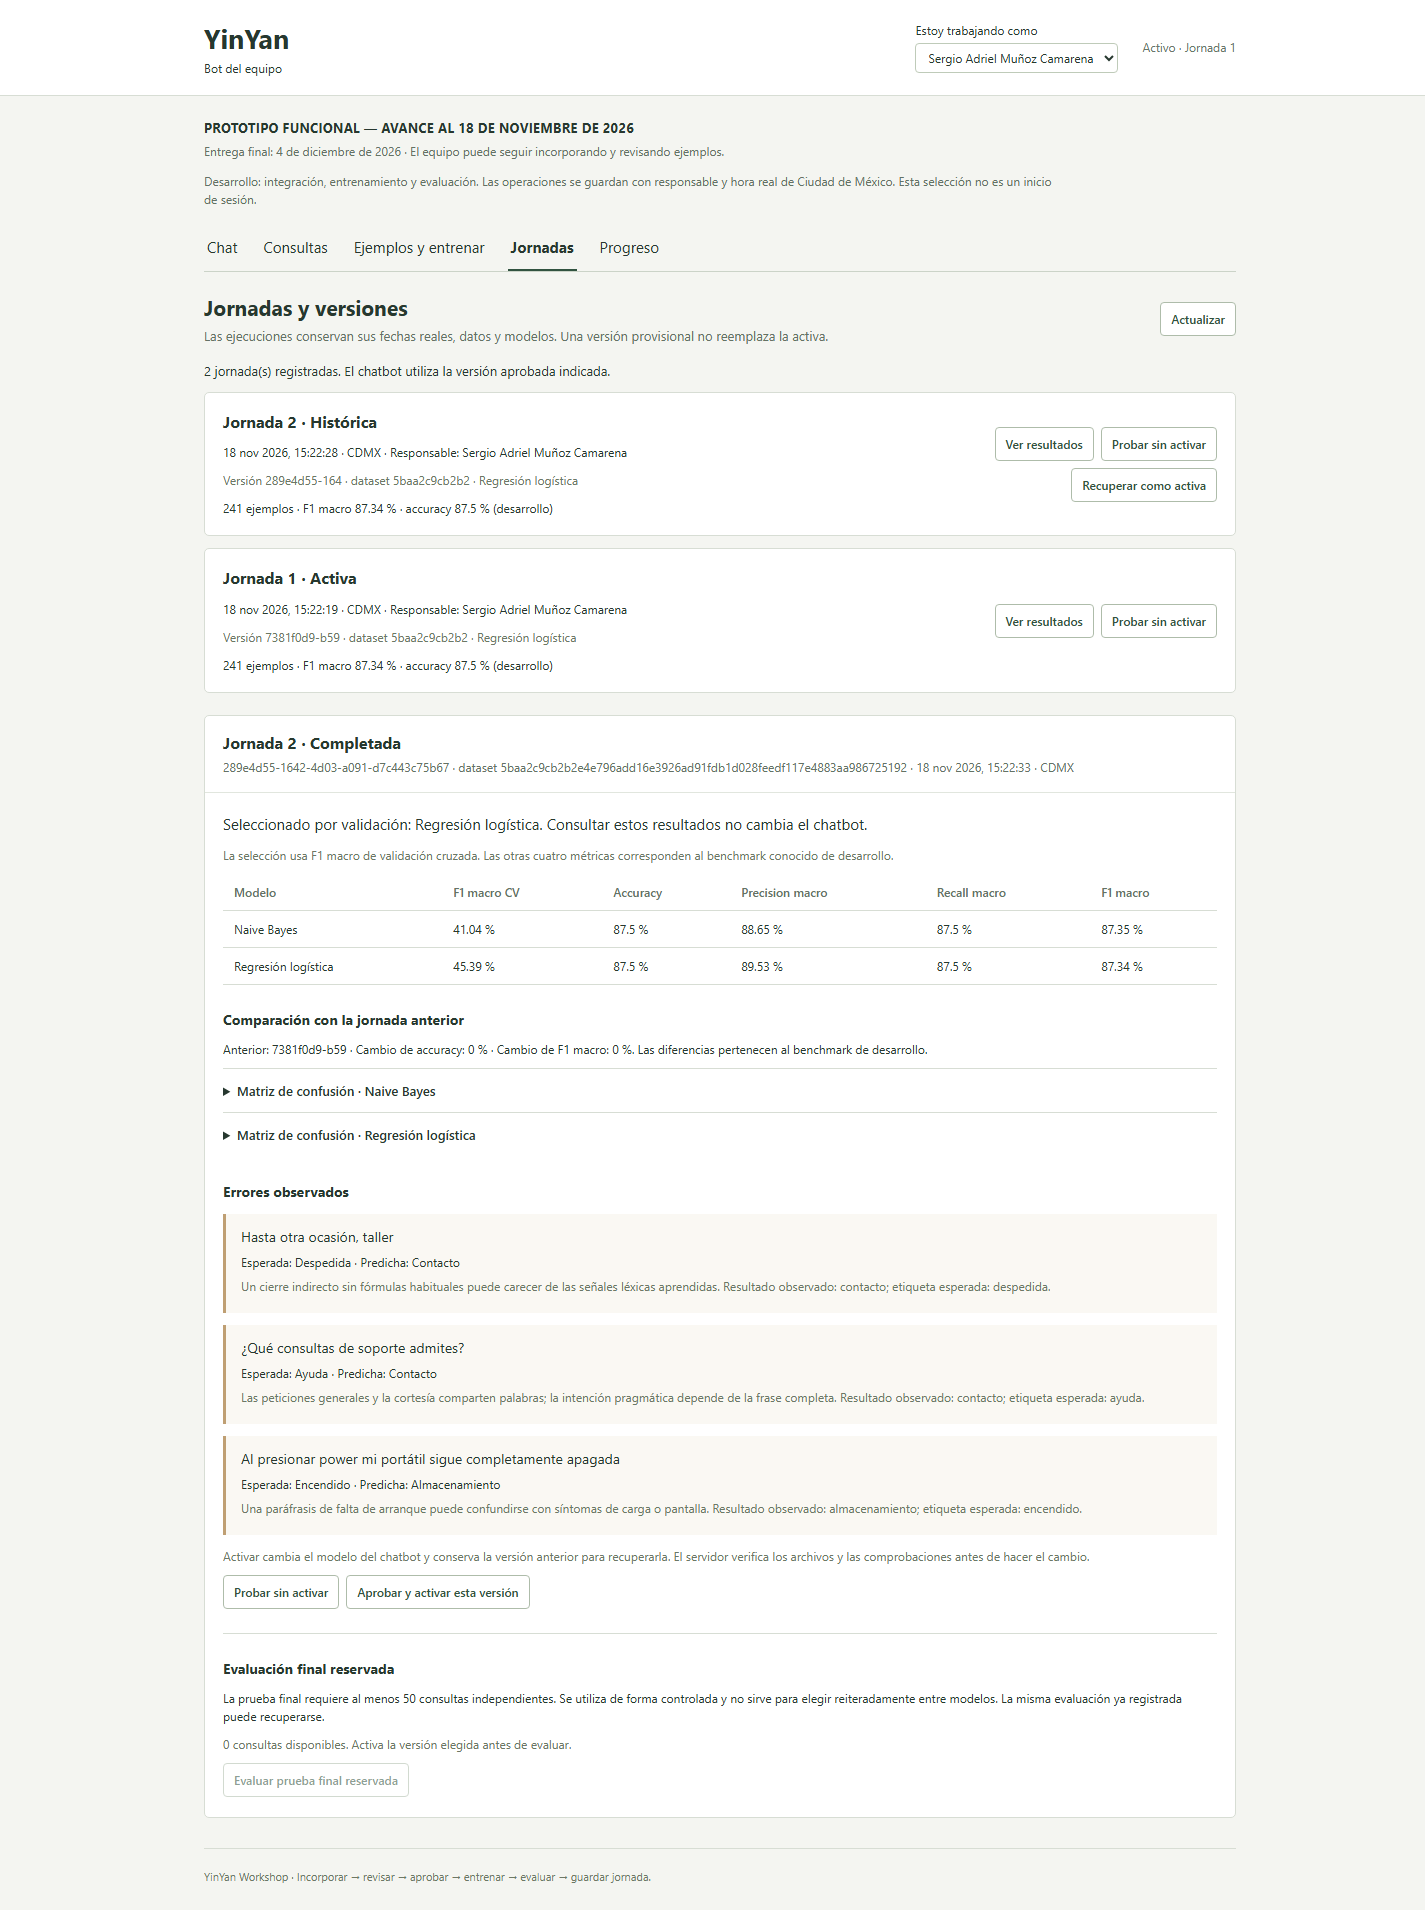 YinYan
Bot del equipo
Estoy trabajando como
Sergio Adriel Muñoz Camarena
Activo · Jornada 1
PROTOTIPO FUNCIONAL — AVANCE AL 18 DE NOVIEMBRE DE 2026
Entrega final: 4 de diciembre de 2026 · El equipo puede seguir incorporando y revisando ejemplos.
Desarrollo: integración, entrenamiento y evaluación. Las operaciones se guardan con responsable y hora real de Ciudad de México. Esta selección no es un inicio
de sesión.
Chat Consultas Ejemplos y entrenar Jornadas Progreso
Jornadas y versiones
Las ejecuciones conservan sus fechas reales, datos y modelos. Una versión provisional no reemplaza la activa.
Actualizar
2 jornada(s) registradas. El chatbot utiliza la versión aprobada indicada.
Jornada 2 · Histórica
18 nov 2026, 15:22:28 · CDMX · Responsable: Sergio Adriel Muñoz Camarena
Versión 289e4d55-164 · dataset 5baa2c9cb2b2 · Regresión logística
241 ejemplos · F1 macro 87.34 % · accuracy 87.5 % (desarrollo)
Ver resultados Probar sin activar
Recuperar como activa
Jornada 1 · Activa
18 nov 2026, 15:22:19 · CDMX · Responsable: Sergio Adriel Muñoz Camarena
Versión 7381f0d9-b59 · dataset 5baa2c9cb2b2 · Regresión logística
241 ejemplos · F1 macro 87.34 % · accuracy 87.5 % (desarrollo)
Ver resultados Probar sin activar
Jornada 2 · Completada
289e4d55-1642-4d03-a091-d7c443c75b67 · dataset 5baa2c9cb2b2e4e796add16e3926ad91fdb1d028feedf117e4883aa986725192 · 18 nov 2026, 15:22:33 · CDMX
Seleccionado por validación: Regresión logística. Consultar estos resultados no cambia el chatbot.
La selección usa F1 macro de validación cruzada. Las otras cuatro métricas corresponden al benchmark conocido de desarrollo.
Modelo F1 macro CV Accuracy Precision macro Recall macro F1 macro
Naive Bayes 41.04 % 87.5 % 88.65 % 87.5 % 87.35 %
Regresión logística 45.39 % 87.5 % 89.53 % 87.5 % 87.34 %
Comparación con la jornada anterior
Anterior: 7381f0d9-b59 · Cambio de accuracy: 0 % · Cambio de F1 macro: 0 %. Las diferencias pertenecen al benchmark de desarrollo.
▶ Matriz de confusión · Naive Bayes
▶ Matriz de confusión · Regresión logística
Errores observados
Hasta otra ocasión, taller
Esperada: Despedida · Predicha: Contacto
Un cierre indirecto sin fórmulas habituales puede carecer de las señales léxicas aprendidas. Resultado observado: contacto; etiqueta esperada: despedida.
¿Qué consultas de soporte admites?
Esperada: Ayuda · Predicha: Contacto
Las peticiones generales y la cortesía comparten palabras; la intención pragmática depende de la frase completa. Resultado observado: contacto; etiqueta esperada: ayuda.
Al presionar power mi portátil sigue completamente apagada
Esperada: Encendido · Predicha: Almacenamiento
Una paráfrasis de falta de arranque puede confundirse con síntomas de carga o pantalla. Resultado observado: almacenamiento; etiqueta esperada: encendido.
Activar cambia el modelo del chatbot y conserva la versión anterior para recuperarla. El servidor verifica los archivos y las comprobaciones antes de hacer el cambio.
Probar sin activar Aprobar y activar esta versión
Evaluación final reservada
La prueba final requiere al menos 50 consultas independientes. Se utiliza de forma controlada y no sirve para elegir reiteradamente entre modelos. La misma evaluación ya registrada
puede recuperarse.
0 consultas disponibles. Activa la versión elegida antes de evaluar.
Evaluar prueba final reservada
YinYan Workshop · Incorporar → revisar → aprobar → entrenar → evaluar → guardar jornada.